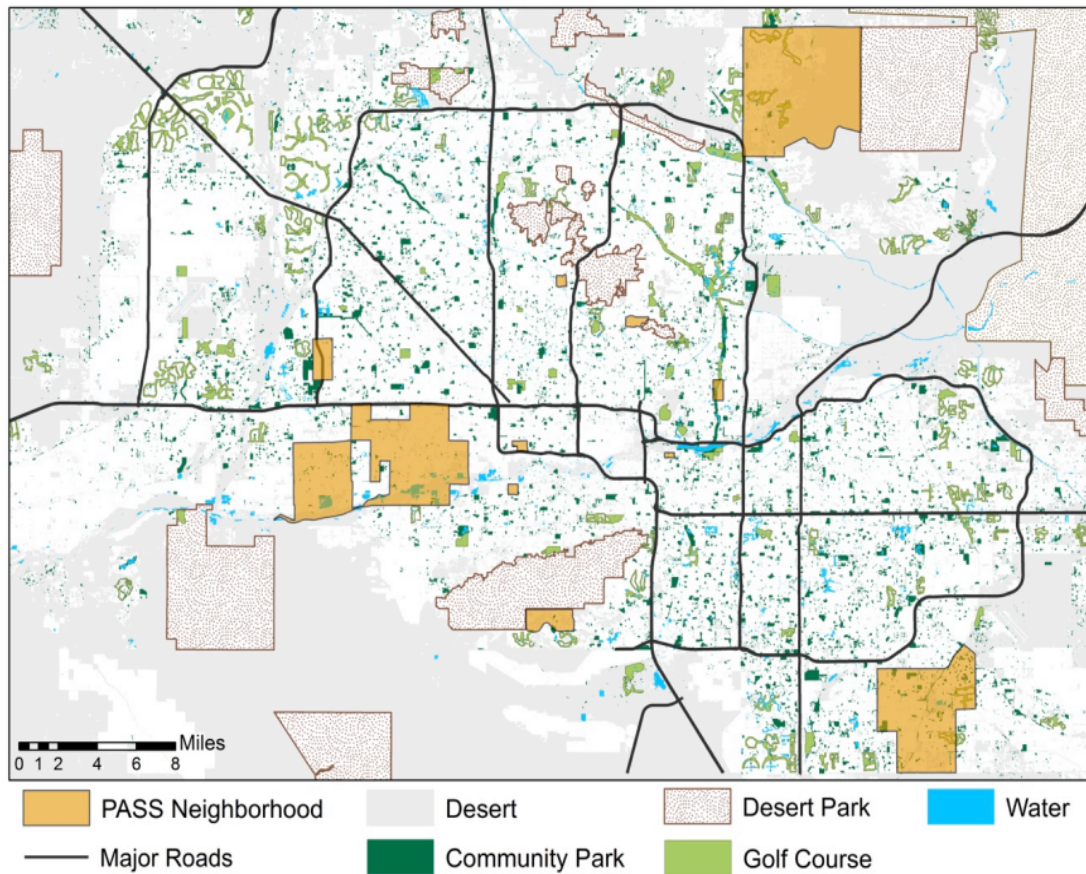 Miles
0 1 2 4 6 8
PASS Neighborhood Desert Desert Park Water
Major Roads Community Park Golf Course